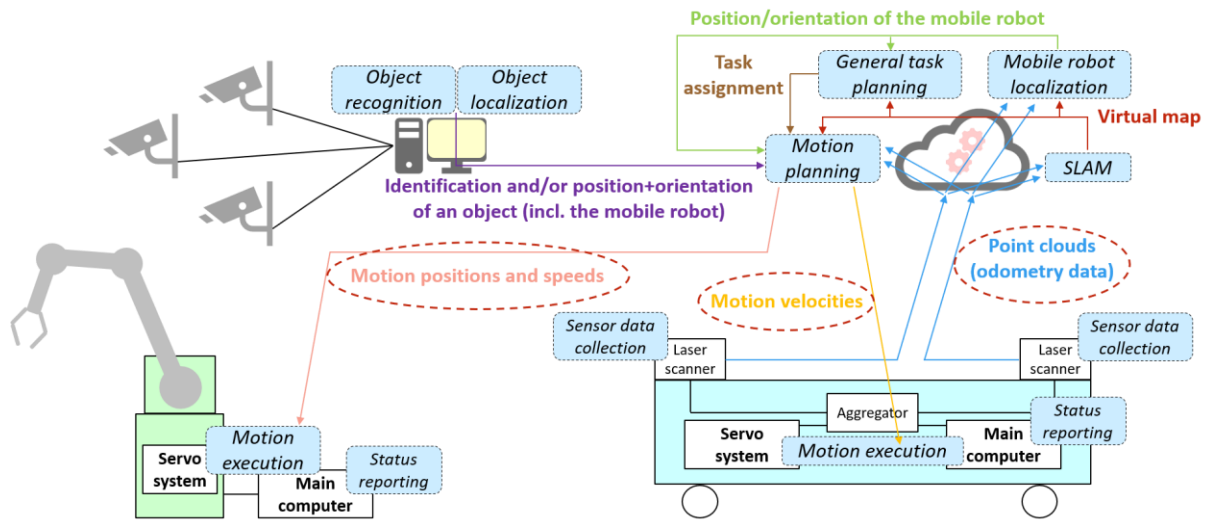 Position/orientation of the mobile robot
Object
recognition
Object
localization
Task
assignment
General task
planning
Mobile robot
localization
Virtual map
Motion
planning
SLAM
Identification and/or position+orientation
of an object (incl. the mobile robot)
Motion positions and speeds
Motion velocities
Point clouds
(odometry data)
Sensor data
collection
Laser
scanner
Sensor data
collection
Laser
scanner
Aggregator
Status
reporting
Servo
system
Motion execution
Main
computer
Servo
system
Motion
execution
Main
computer
Status
reporting